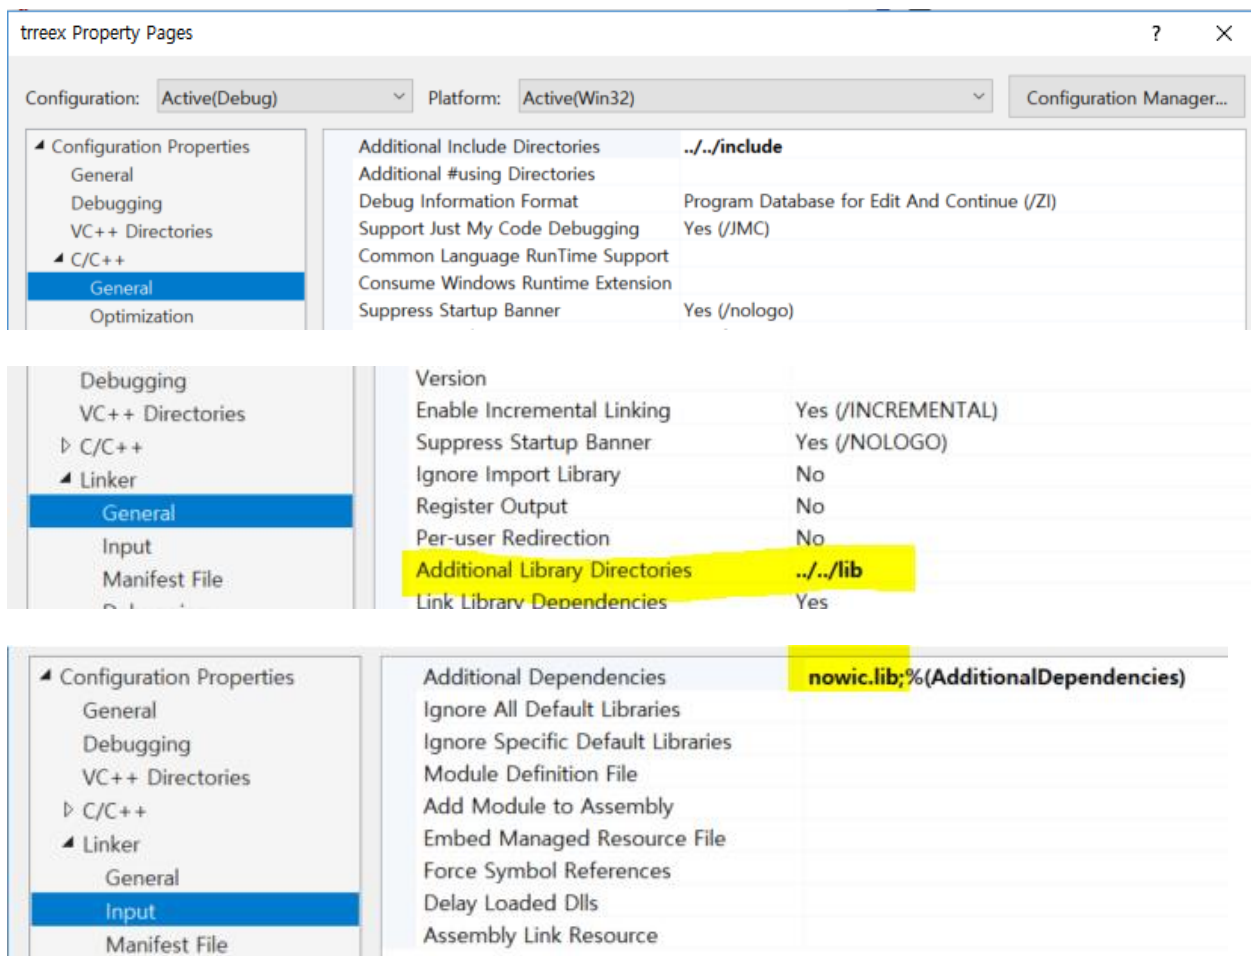 trreex Property Pages ?
Configuration: Active(Debug) Platform: Active(Win32) Configuration Manager...
Configuration Properties
General
Debugging
VC++ Directories
C/C++
General
Optimization
Additional Include Directories ../../include
Additional #using Directories
Debug Information Format Program Database for Edit And Continue (/ZI)
Support Just My Code Debugging Yes (/JMC)
Common Language RunTime Support
Consume Windows Runtime Extension
Suppress Startup Banner Yes (/nologo)
Debugging
VC++ Directories
C/C++
Linker
General
Input
Manifest File
Version
Enable Incremental Linking Yes (/INCREMENTAL)
Suppress Startup Banner Yes (/NOLOGO)
Ignore Import Library No
Register Output No
Per-user Redirection No
Additional Library Directories ../../lib
Link Library Dependencies Yes
Configuration Properties
General
Debugging
VC++ Directories
C/C++
Linker
General
Input
Manifest File
Additional Dependencies nowic.lib;%(AdditionalDependencies)
Ignore All Default Libraries
Ignore Specific Default Libraries
Module Definition File
Add Module to Assembly
Embed Managed Resource File
Force Symbol References
Delay Loaded Dlls
Assembly Link Resource